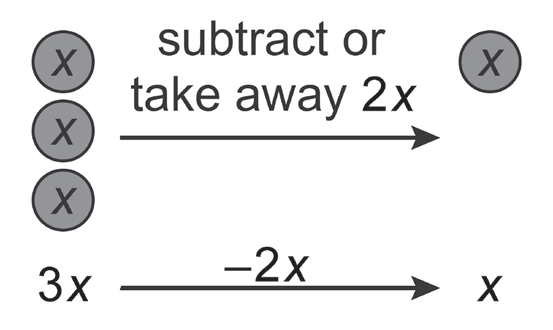 x subtract or x
x take away 2x
x
3x –2x x